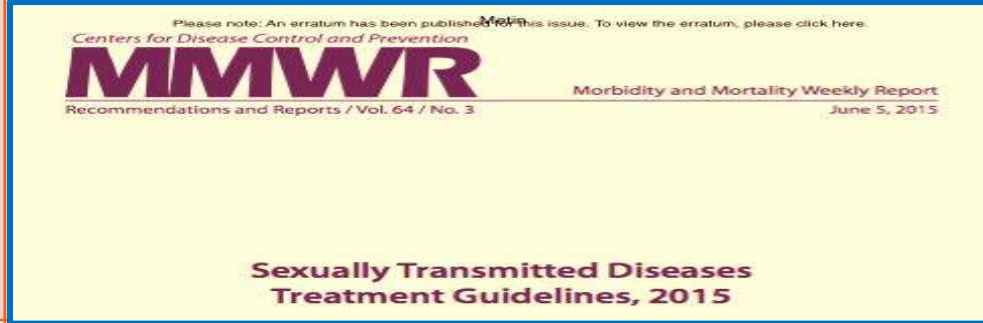 Please note: An erratum has been published for this issue. To view the erratum, please click here.
Metin
Centers for Disease Control and Prevention
MMWR
Morbidity and Mortality Weekly Report
Recommendations and Reports / Vol. 64 / No. 3
June 5, 2015
Sexually Transmitted Diseases
Treatment Guidelines, 2015